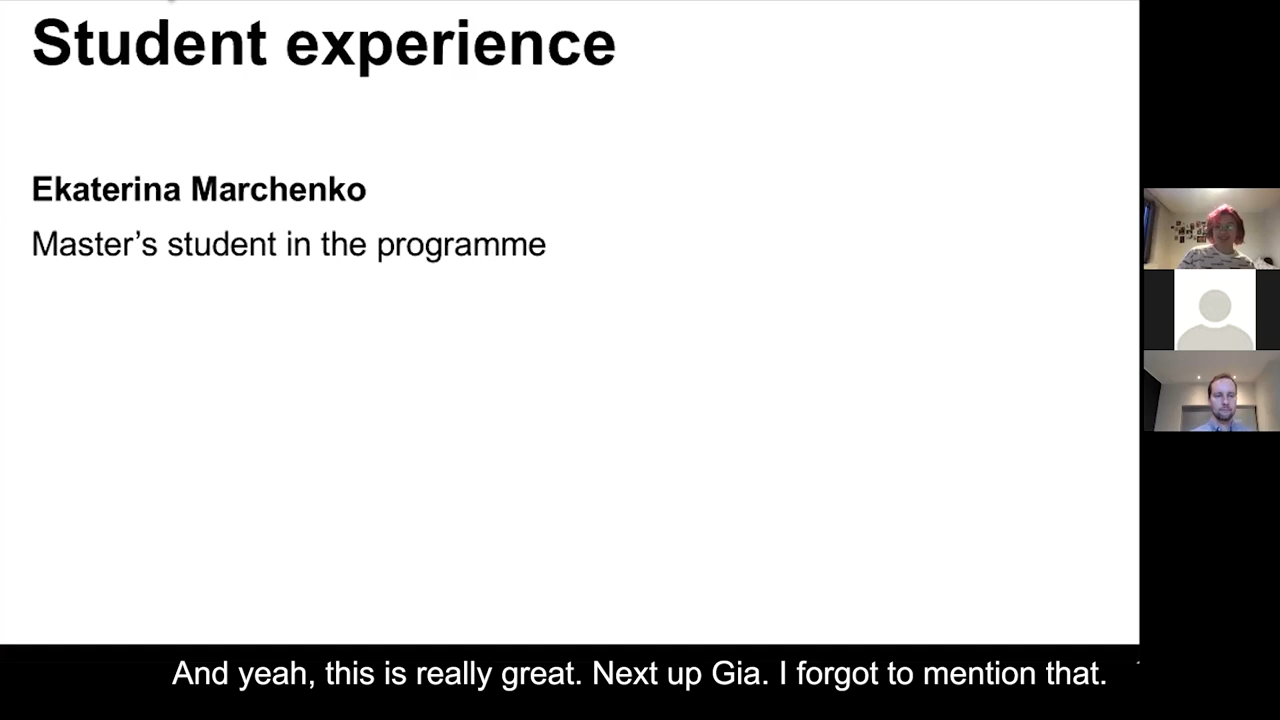 Student experience
Ekaterina Marchenko
Master’s student in the programme
And yeah, this is really great. Next up Gia. I forgot to mention that.